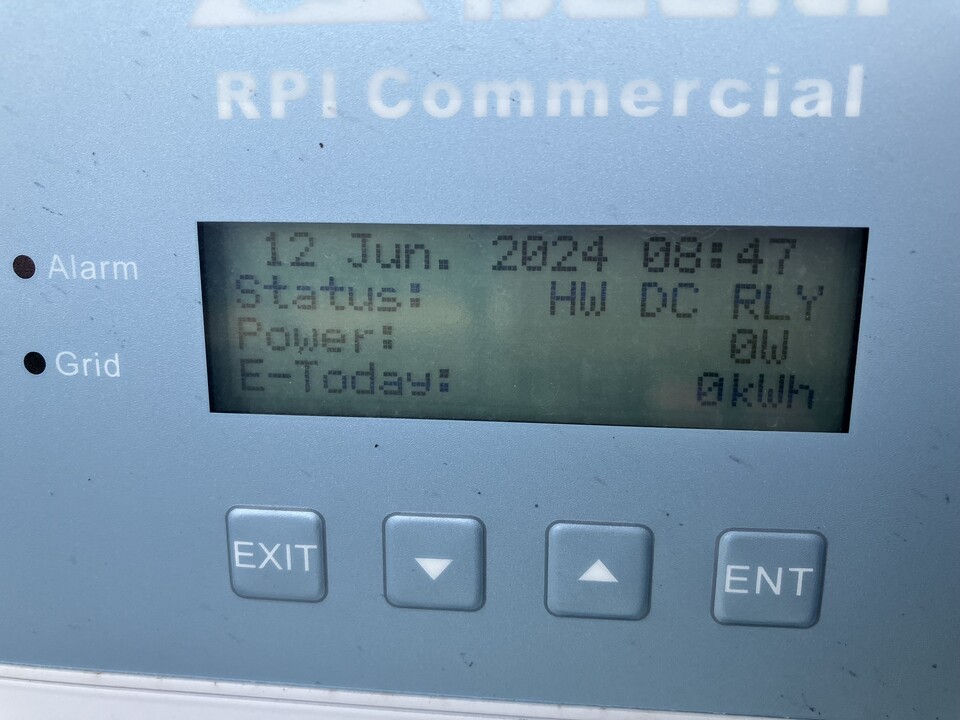 RPI Commercial
12 Jun. 2024 08:47
Status: HW DC RLY
Power: 0W
E-Today: 0kWh
Alarm
Grid
EXIT
ENT